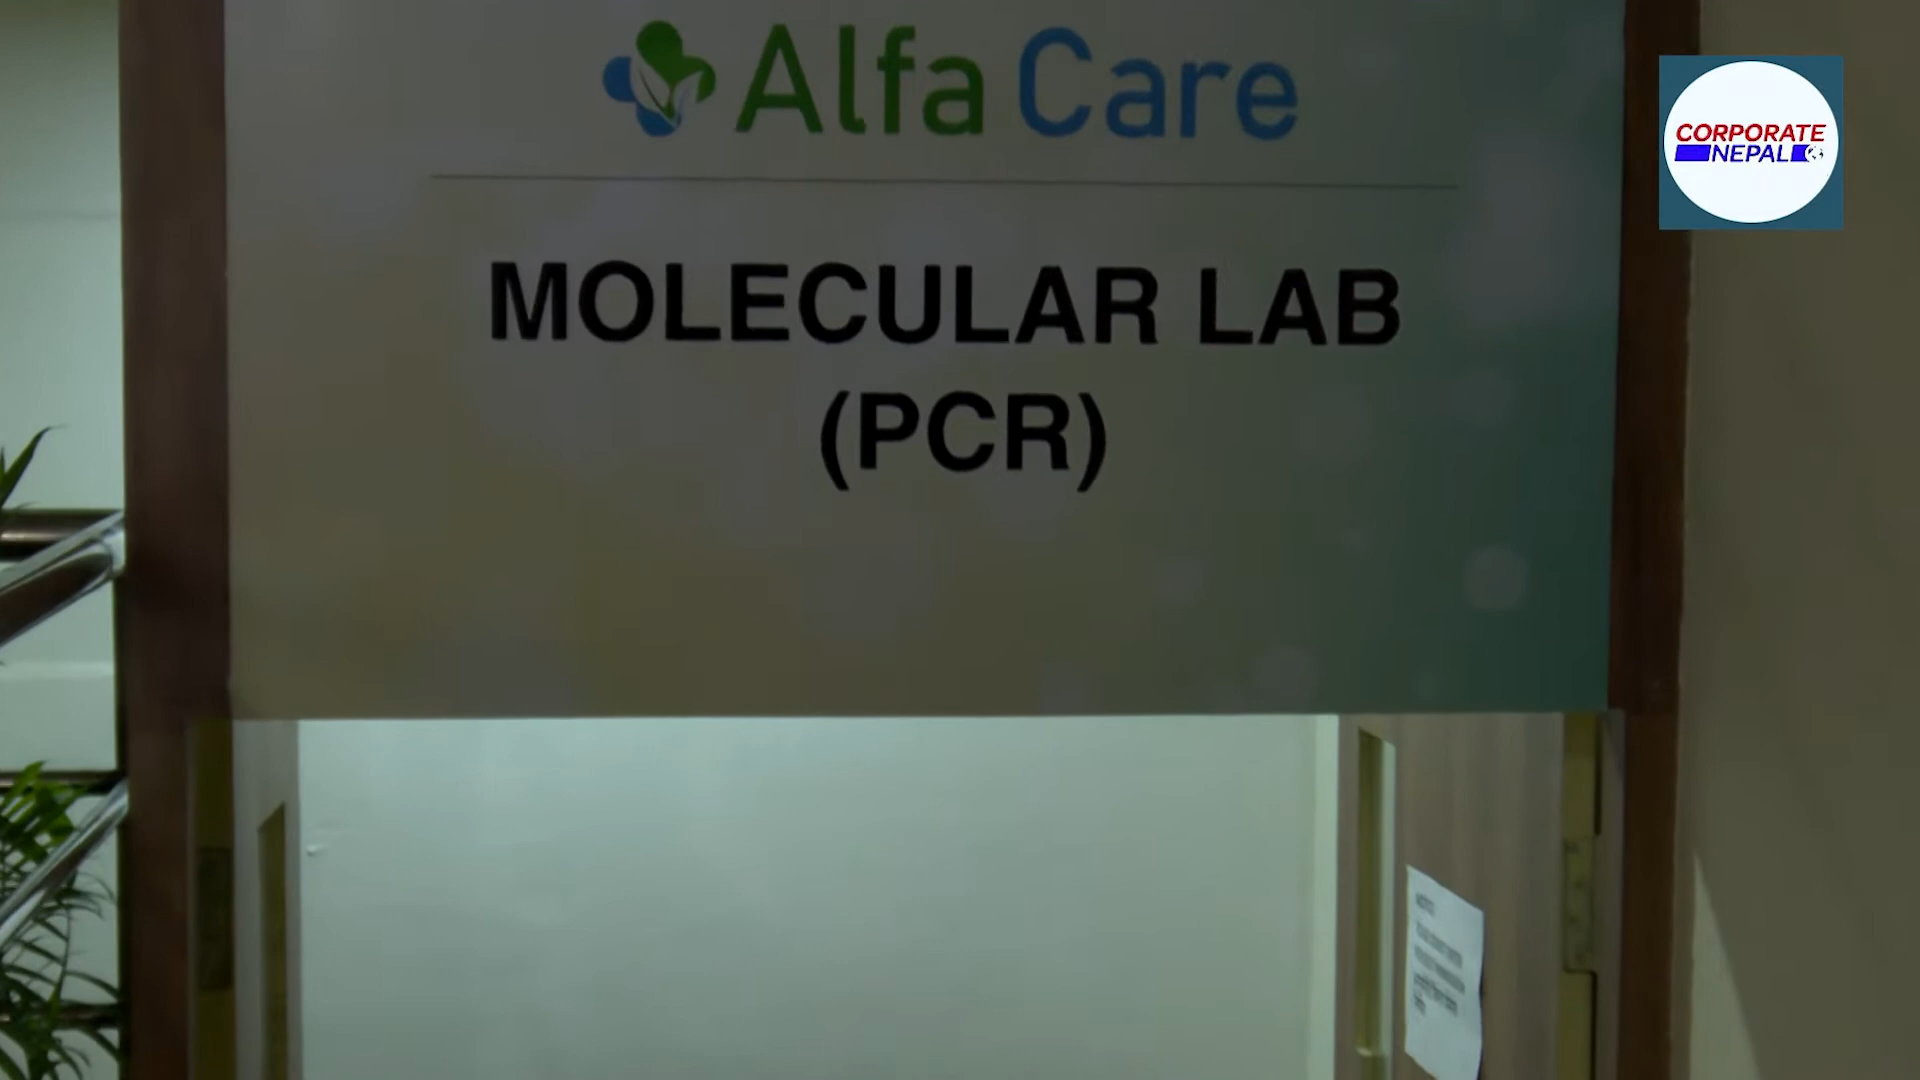 Alfa Care
CORPORATE
NEPAL
MOLECULAR LAB
(PCR)